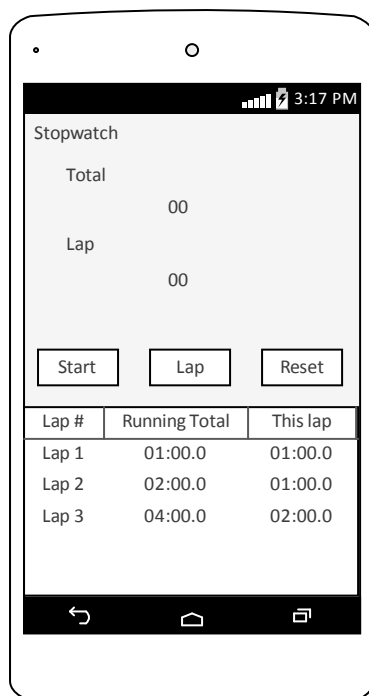 3:17 PM
Stopwatch
Total
00
Lap
00
Start Lap Reset
Lap # Running Total This lap
Lap 1 01:00.0 01:00.0
Lap 2 02:00.0 01:00.0
Lap 3 04:00.0 02:00.0